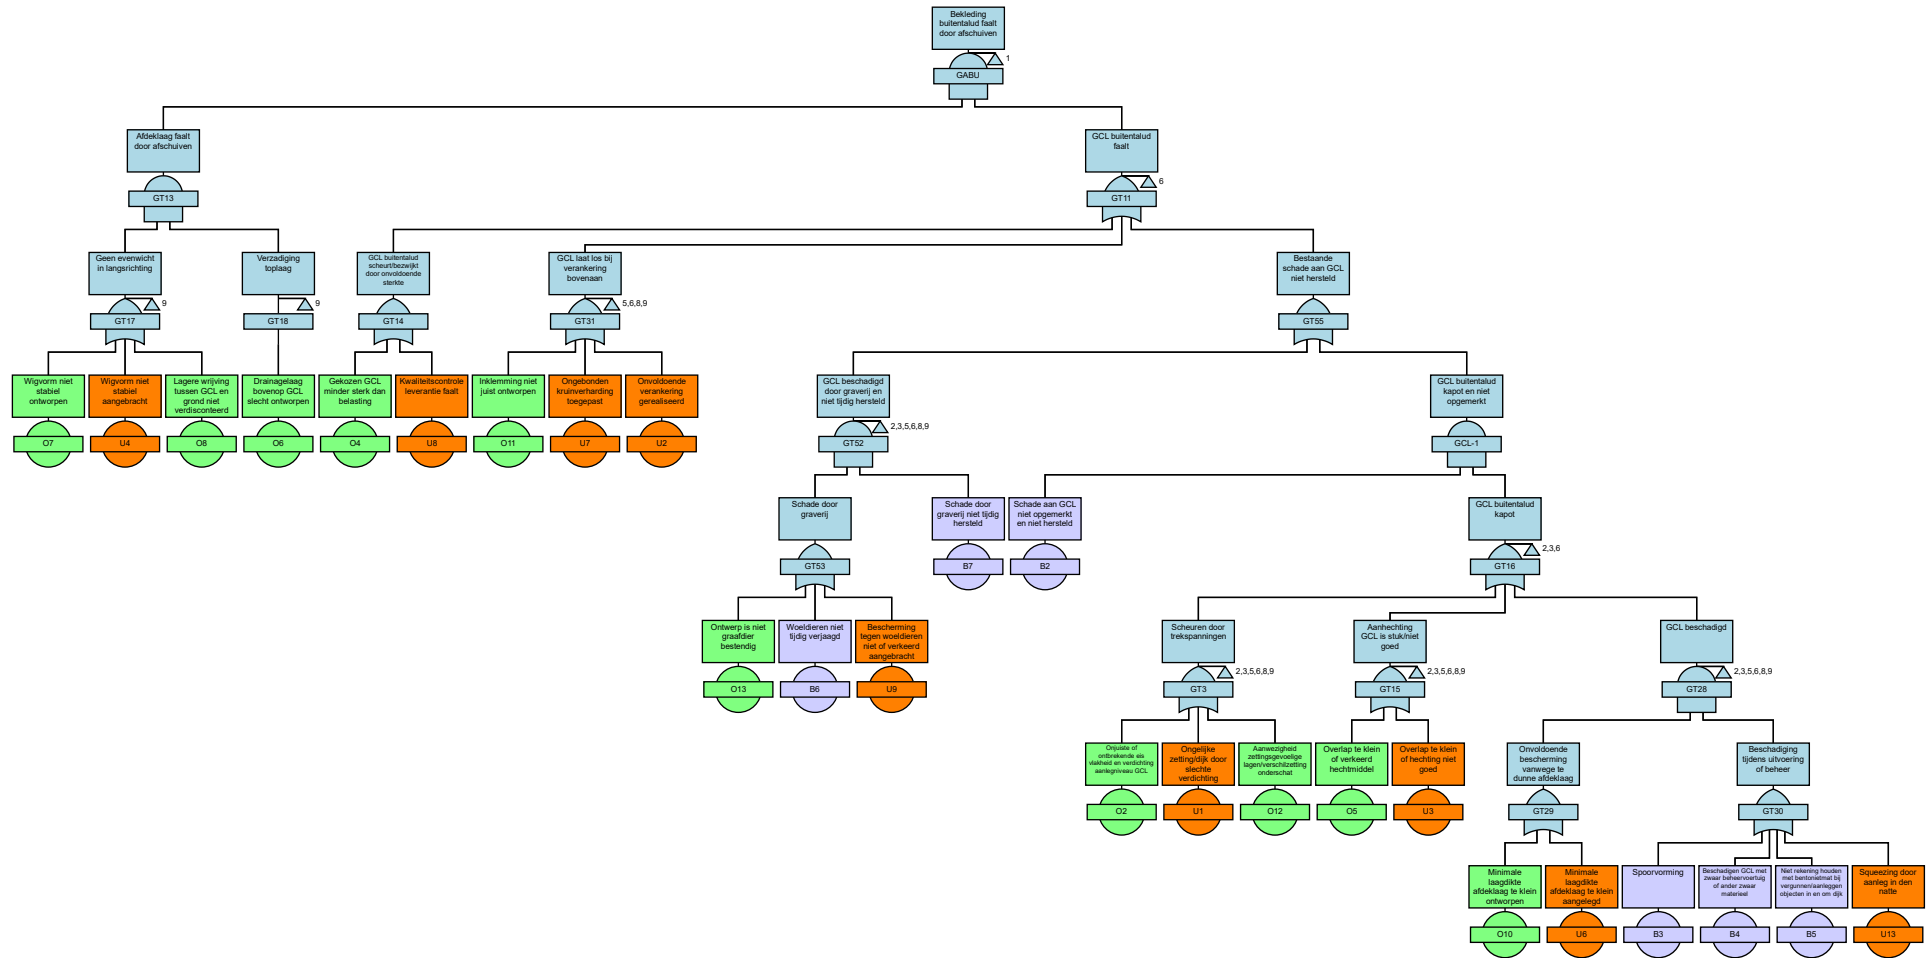 Bekleding
buitentalud faalt
door afschuiven
1
GABU
Afdeklaag faalt
door afschuiven
GT13
GCL buitentalud
faalt
6
GT11
Geen evenwicht
in langsrichting
9
GT17
Verzadiging
toplaag
9
GT18
GCL buitentalud
scheurt/bezwijkt
door onvoldoende
sterkte
GT14
GCL laat los bij
verankering
bovenaan
5,6,8,9
GT31
Bestaande
schade aan GCL
niet hersteld
GT55
Wigvorm niet
stabiel
ontworpen
O7
Wigvorm niet
stabiel
aangebracht
U4
Lagere wrijving
tussen GCL en
grond niet
verdisconteerd
O8
Drainagelaag
bovenop GCL
slecht ontworpen
O6
Gekozen GCL
minder sterk dan
belasting
O4
Kwaliteitscontrole
leverantie faalt
U8
Inklemming niet
juist ontworpen
O11
Ongebonden
kruinverharding
toegepast
U7
Onvoldoende
verankering
gerealiseerd
U2
GCL beschadigd
door graverij en
niet tijdig hersteld
2,3,5,6,8,9
GT52
GCL buitentalud
kapot en niet
opgemerkt
GCL-1
Schade door
graverij
GT53
Schade door
graverij niet tijdig
hersteld
B7
Schade aan GCL
niet opgemerkt
en niet hersteld
B2
GCL buitentalud
kapot
2,3,6
GT16
Ontwerp is niet
graafdier
bestendig
O13
Woeldieren niet
tijdig verjaagd
B6
Bescherming
tegen woeldieren
niet of verkeerd
aangebracht
U9
Scheuren door
trekspanningen
2,3,5,6,8,9
GT3
Aanhechting
GCL is stuk/niet
goed
2,3,5,6,8,9
GT15
GCL beschadigd
2,3,5,6,8,9
GT28
Onjuiste of
ontbrekende eis
vlakheid en verdichting
aanlegniveau GCL
O2
Ongelijke
zetting/dijk door
slechte
verdichting
U1
Aanwezigheid
zettingsgevoelige
lagen/verschilzetting
onderschat
O12
Overlap te klein
of verkeerd
hechtmiddel
O5
Overlap te klein
of hechting niet
goed
U3
Onvoldoende
bescherming
vanwege te
dunne afdeklaag
GT29
Beschadiging
tijdens uitvoering
of beheer
GT30
Minimale
laagdikte
afdeklaag te klein
ontworpen
O10
Minimale
laagdikte
afdeklaag te klein
aangelegd
U6
Spoorvorming
B3
Beschadigen GCL met
zwaar beheervoertuig
of ander zwaar
materieel
B4
Niet rekening houden
met bentonietmat bij
vergunnen/aanleggen
objecten in en om dijk
B5
Squeezing door
aanleg in den
natte
U13